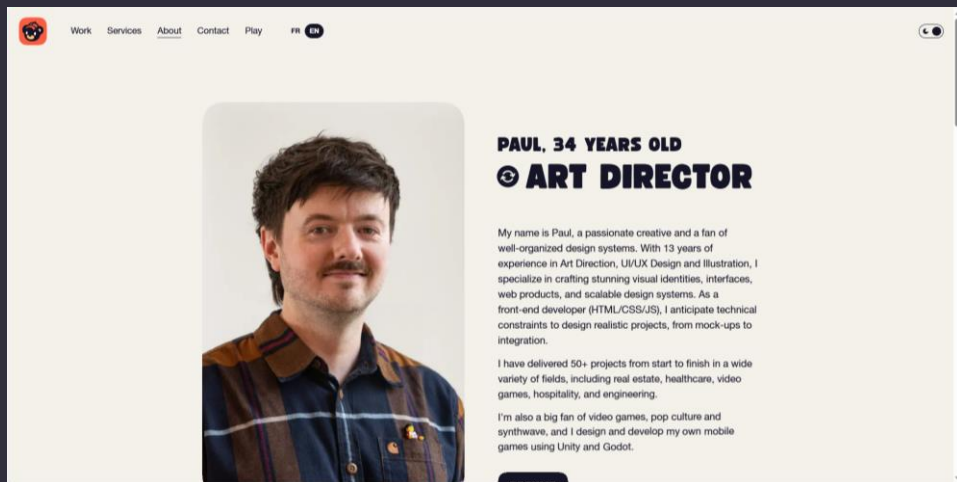 Work Services About Contact Play FR EN
PAUL, 34 YEARS OLD
ART DIRECTOR
My name is Paul, a passionate creative and a fan of
well-organized design systems. With 13 years of
experience in Art Direction, UI/UX Design and Illustration, I
specialize in crafting stunning visual identities, interfaces,
web products, and scalable design systems. As a
front-end developer (HTML/CSS/JS), I anticipate technical
constraints to design realistic projects, from mock-ups to
integration.
I have delivered 50+ projects from start to finish in a wide
variety of fields, including real estate, healthcare, video
games, hospitality, and engineering.
I'm also a big fan of video games, pop culture and
synthwave, and I design and develop my own mobile
games using Unity and Godot.